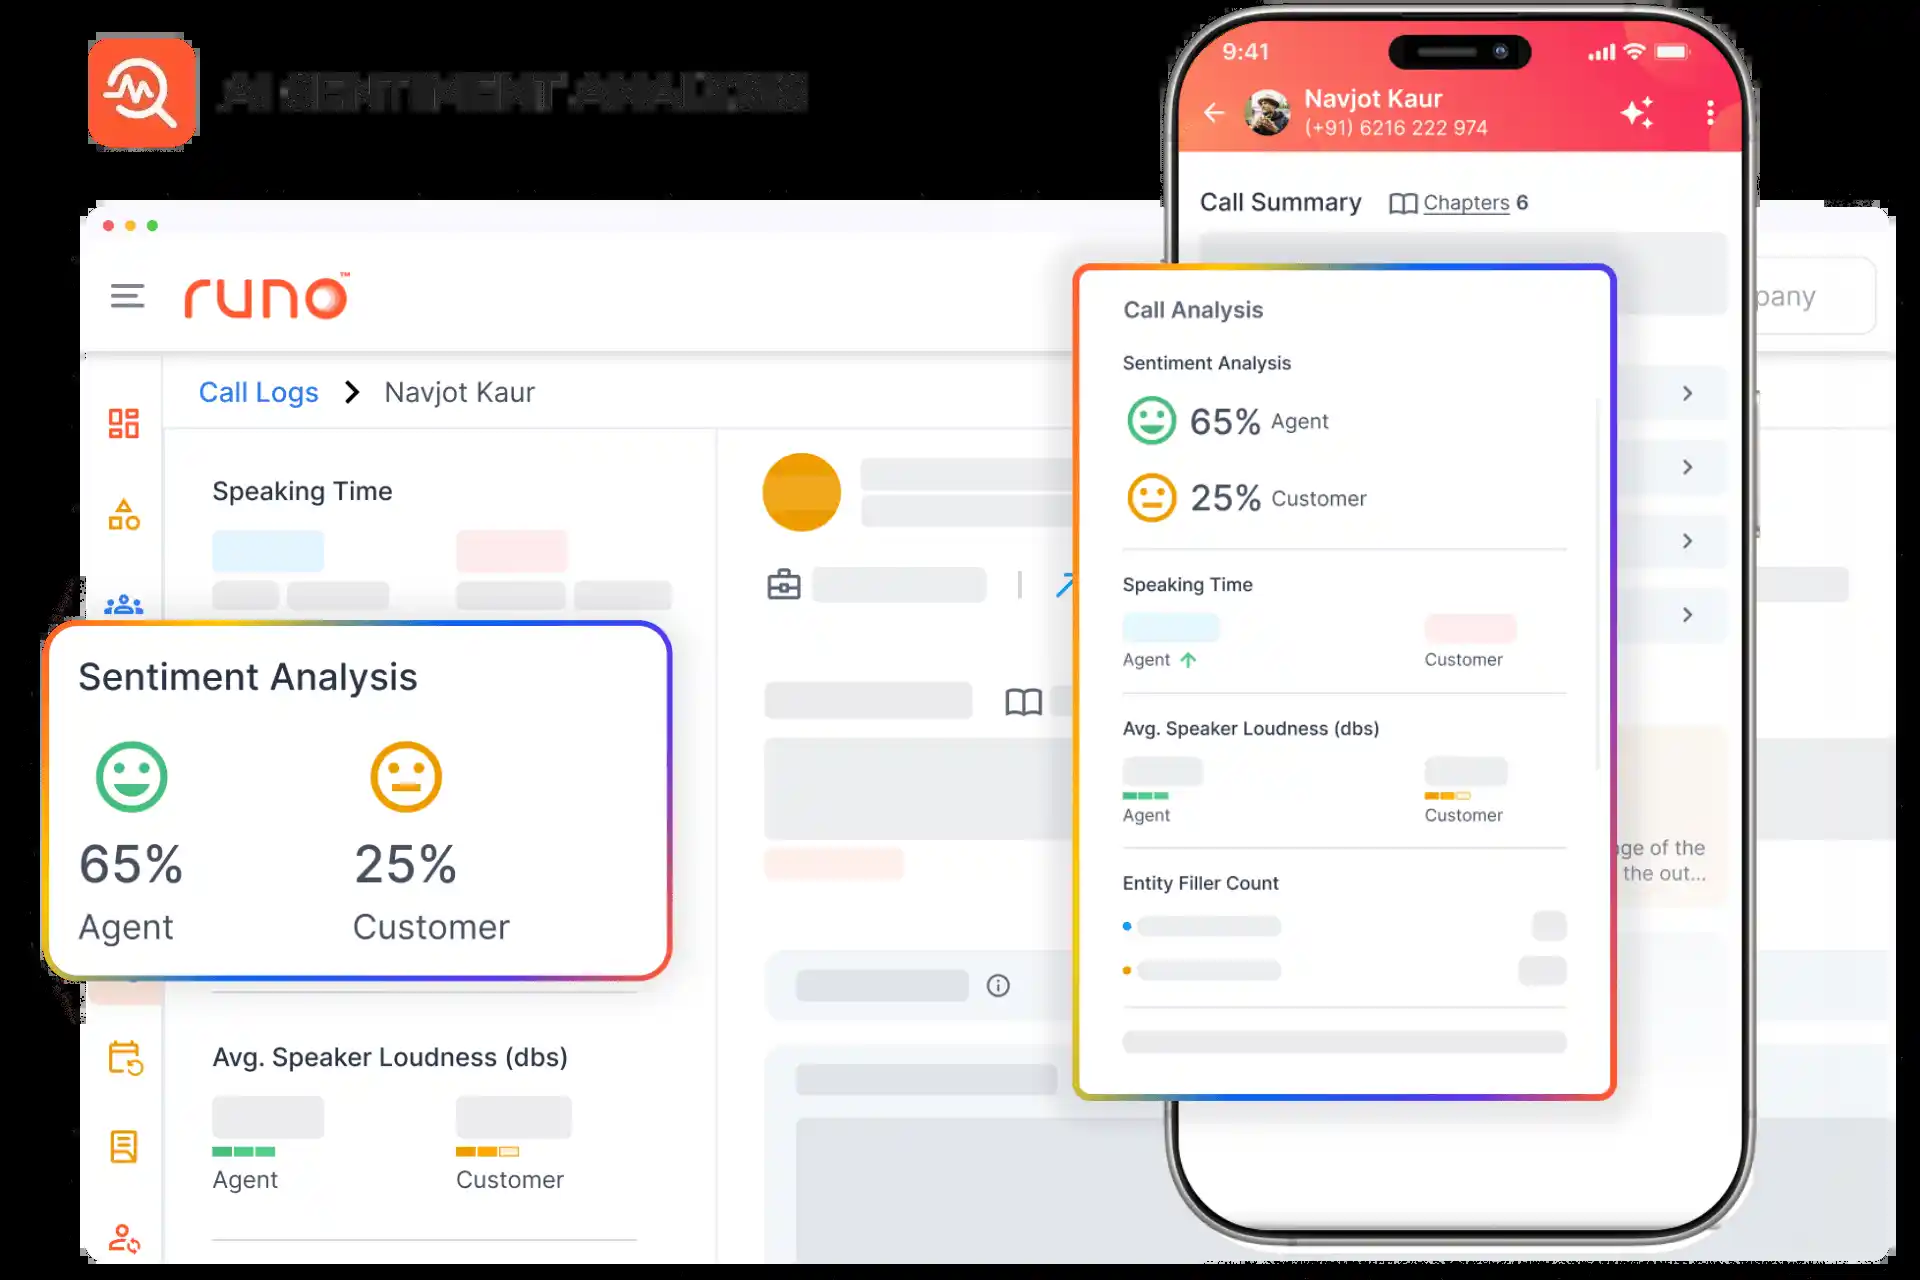 AI SENTIMENT ANALYSIS
runo™
Call Logs
Navjot Kaur
Speaking Time
Sentiment Analysis
65%
Agent
25%
Customer
Avg. Speaker Loudness (dbs)
Agent
Customer
pany
9:41
Navjot Kaur
(+91) 6216 222 974
Call Summary
Chapters 6
Call Analysis
Sentiment Analysis
65% Agent
25% Customer
Speaking Time
Agent
Customer
Avg. Speaker Loudness (dbs)
Agent
Customer
Entity Filler Count
ge of the
the out...